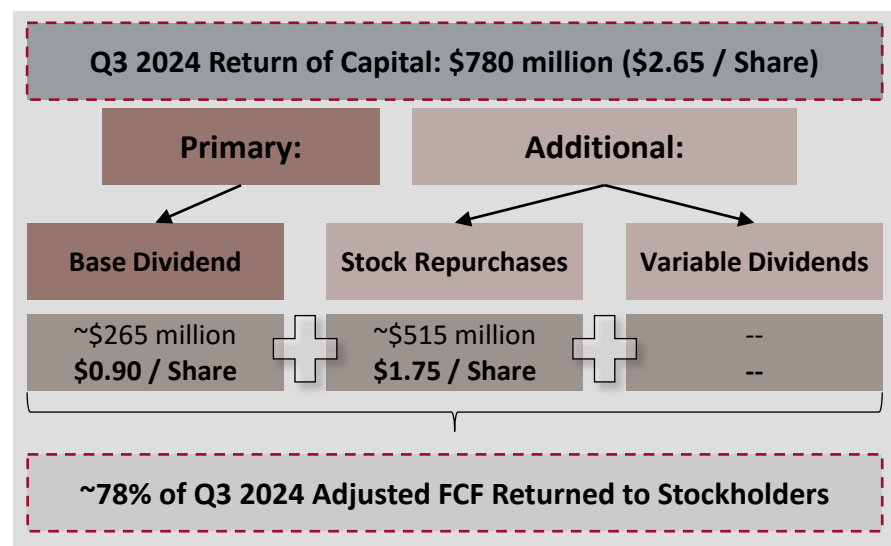 Q3 2024 Return of Capital: $780 million ($2.65 / Share)
Primary:
Additional:
Base Dividend
Stock Repurchases
Variable Dividends
~$265 million
$0.90 / Share
~$515 million
$1.75 / Share
--
--
~78% of Q3 2024 Adjusted FCF Returned to Stockholders